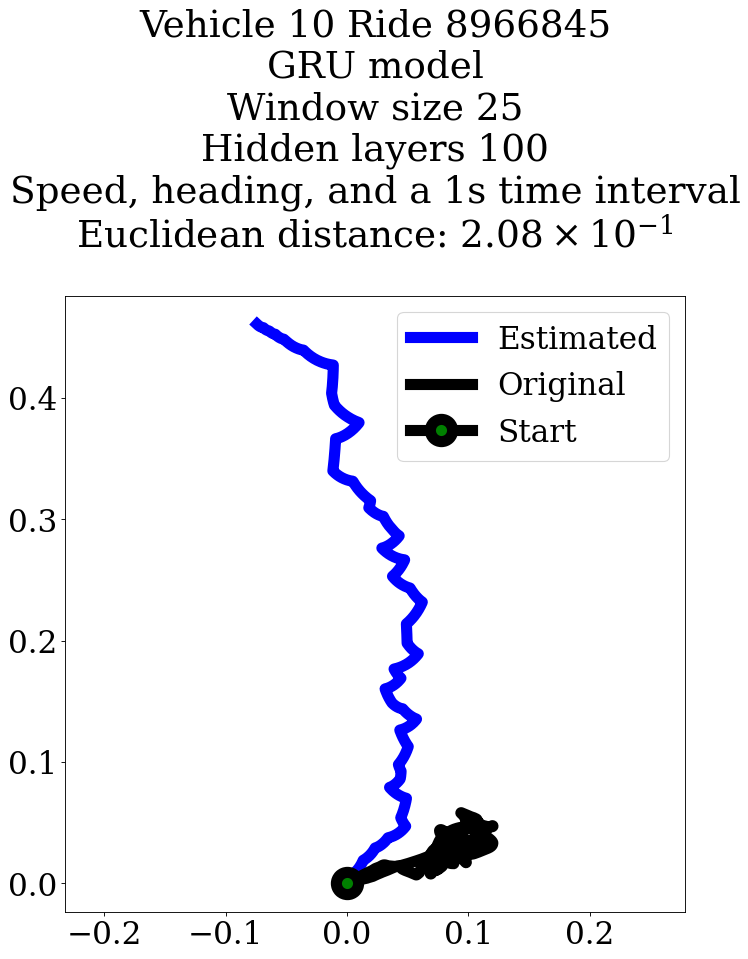 Vehicle 10 Ride 8966845
GRU model
Window size 25
Hidden layers 100
Speed, heading, and a 1s time interval
Euclidean distance: 2.08 × 10⁻¹
Estimated
Original
Start
0.4
0.3
0.2
0.1
0.0
−0.2 −0.1 0.0 0.1 0.2